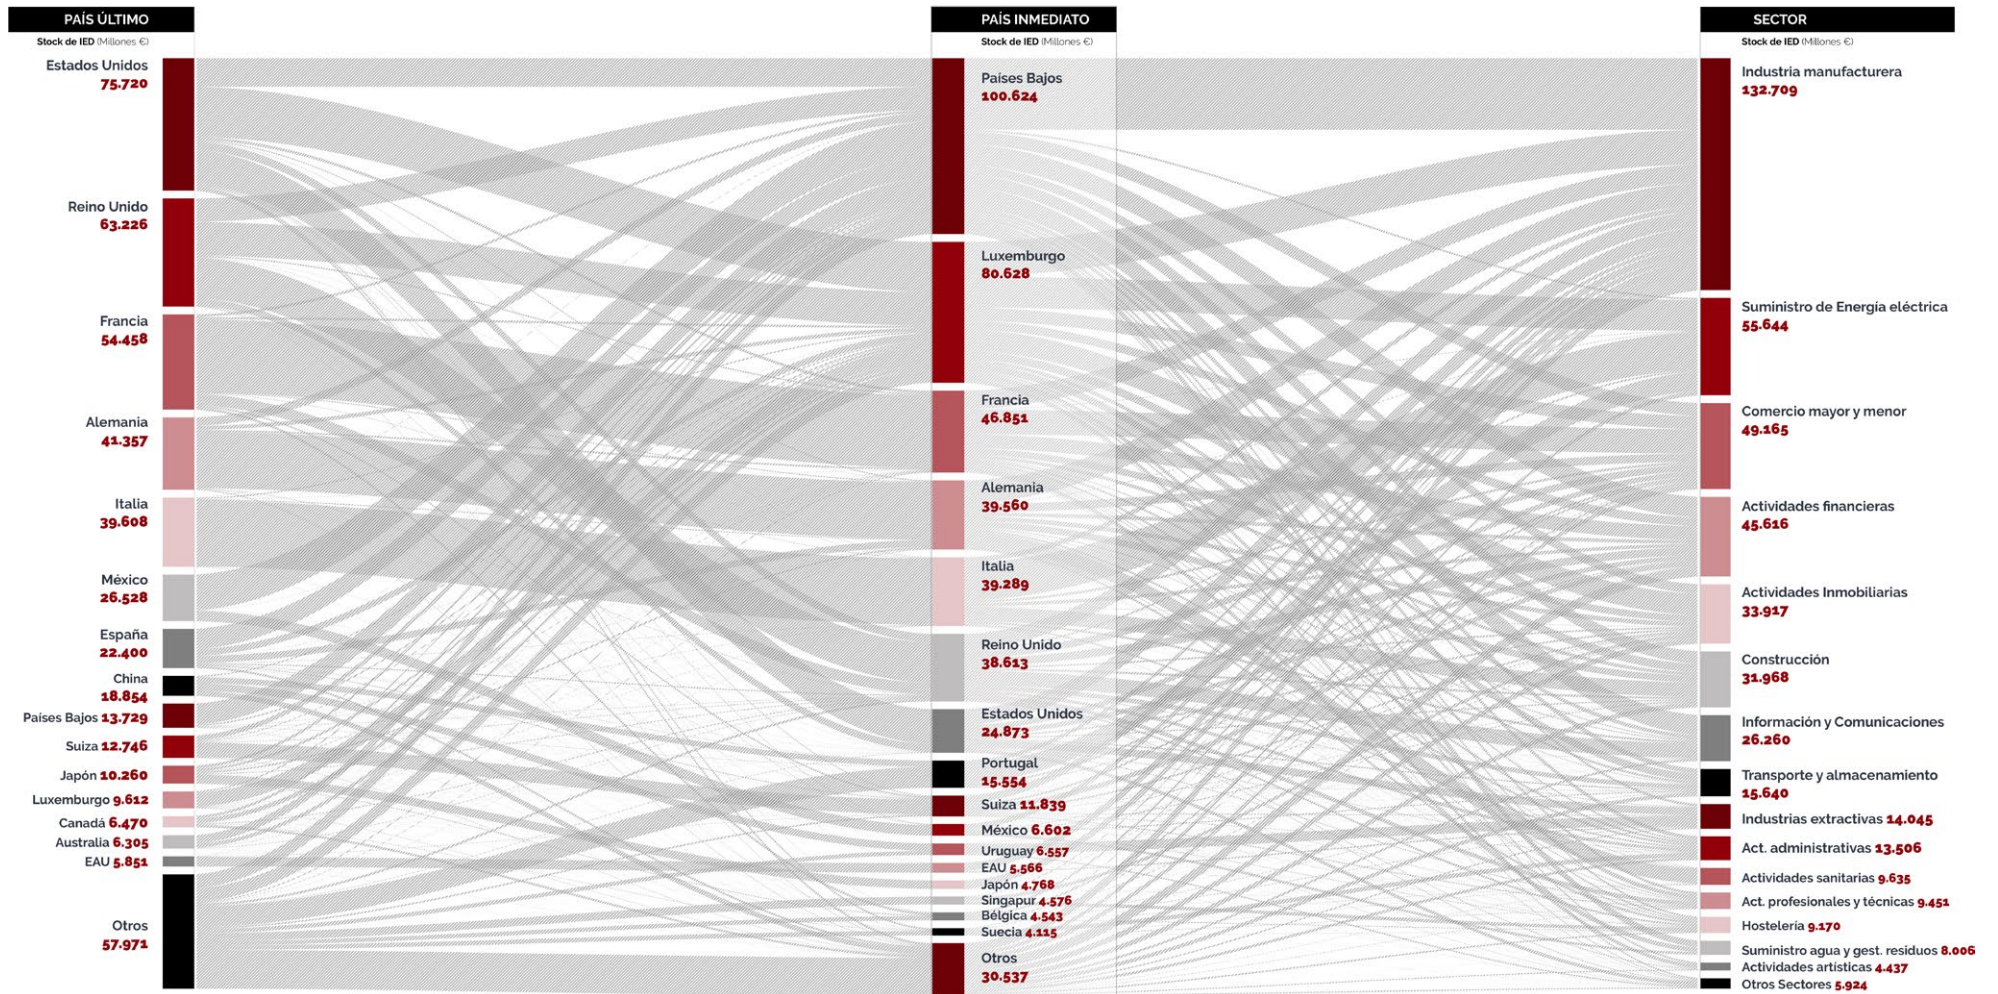 PAÍS ÚLTIMO
Stock de IED (Millones €)
Estados Unidos
75.720
Reino Unido
63.226
Francia
54.458
Alemania
41.357
Italia
39.608
México
26.528
España
22.400
China
18.854
Países Bajos 13.729
Suiza 12.746
Japón 10.260
Luxemburgo 9.612
Canadá 6.470
Australia 6.305
EAU 5.851
Otros
57.971
PAÍS INMEDIATO
Stock de IED (Millones €)
Países Bajos
100.624
Luxemburgo
80.628
Francia
46.851
Alemania
39.560
Italia
39.289
Reino Unido
38.613
Estados Unidos
24.873
Portugal
15.554
Suiza 11.839
México 6.602
Uruguay 6.557
EAU 5.566
Japón 4.768
Singapur 4.576
Bélgica 4.543
Suecia 4.115
Otros
30.537
SECTOR
Stock de IED (Millones €)
Industria manufacturera
132.709
Suministro de Energía eléctrica
55.644
Comercio mayor y menor
49.165
Actividades financieras
45.616
Actividades Inmobiliarias
33.917
Construcción
31.968
Información y Comunicaciones
26.260
Transporte y almacenamiento
15.640
Industrias extractivas 14.045
Act. administrativas 13.506
Actividades sanitarias 9.635
Act. profesionales y técnicas 9.451
Hostelería 9.170
Suministro agua y gest. residuos 8.006
Actividades artísticas 4.437
Otros Sectores 5.924